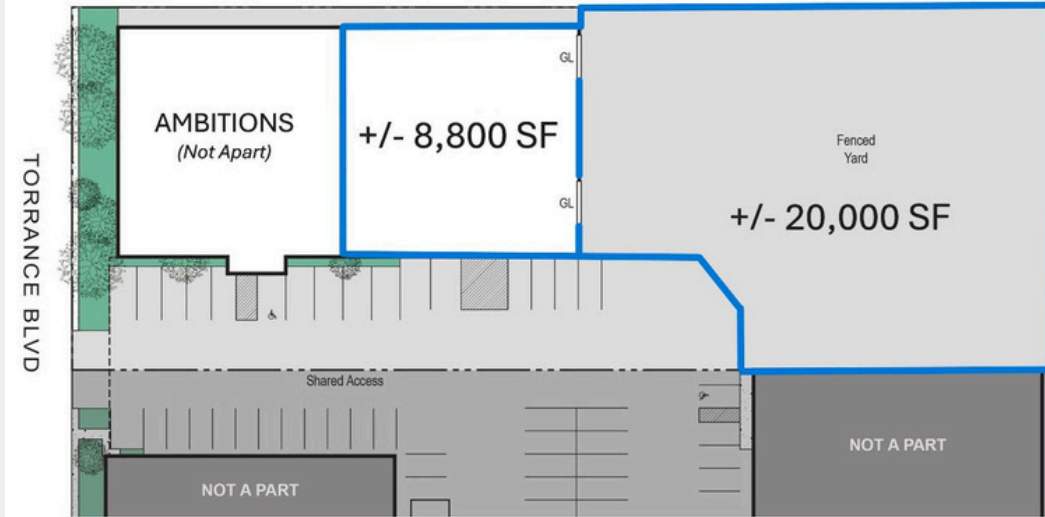 TORRANCE BLVD
AMBITIONS
(Not Apart)
+/- 8,800 SF
GL
GL
Fenced
Yard
+/- 20,000 SF
Shared Access
NOT A PART
NOT A PART